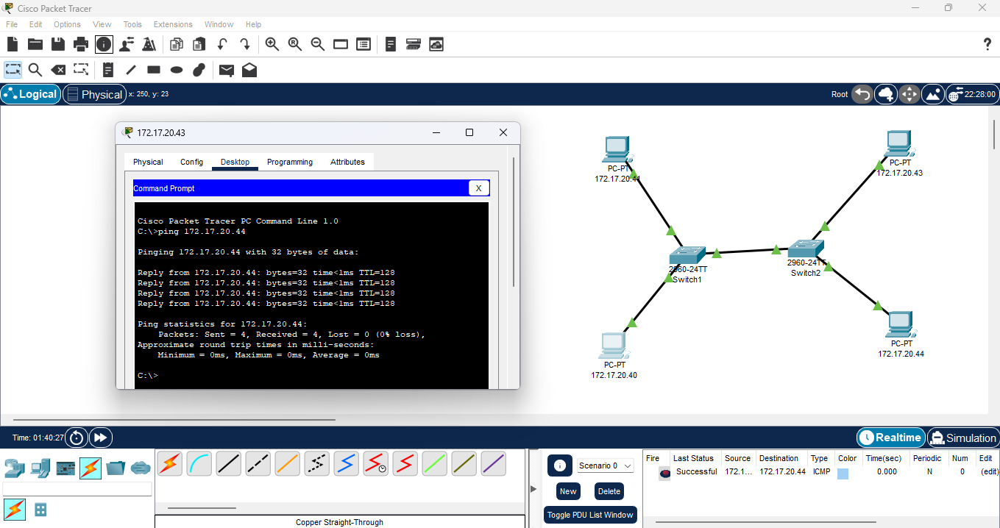 Cisco Packet Tracer
File Edit Options View Tools Extensions Window Help
Logical Physical x: 250, y: 23 Root 22:28:00
172.17.20.43
Physical Config Desktop Programming Attributes
Command Prompt X
Cisco Packet Tracer PC Command Line 1.0
C:\>ping 172.17.20.44
Pinging 172.17.20.44 with 32 bytes of data:
Reply from 172.17.20.44: bytes=32 time<1ms TTL=128
Reply from 172.17.20.44: bytes=32 time<1ms TTL=128
Reply from 172.17.20.44: bytes=32 time<1ms TTL=128
Reply from 172.17.20.44: bytes=32 time<1ms TTL=128
Ping statistics for 172.17.20.44:
Packets: Sent = 4, Received = 4, Lost = 0 (0% loss),
Approximate round trip times in milli-seconds:
Minimum = 0ms, Maximum = 0ms, Average = 0ms
C:\>
PC-PT
172.17.20.41
PC-PT
172.17.20.43
2960-24TT
Switch1
2960-24TT
Switch2
PC-PT
172.17.20.40
PC-PT
172.17.20.44
Time: 01:40:27 Realtime Simulation
Scenario 0
New Delete
Toggle PDU List Window
Fire Last Status Source Destination Type Color Time(sec) Periodic Num Edit
Successful 172.1... 172.17.20.44 ICMP 0.000 N 0 (edit)
Copper Straight-Through